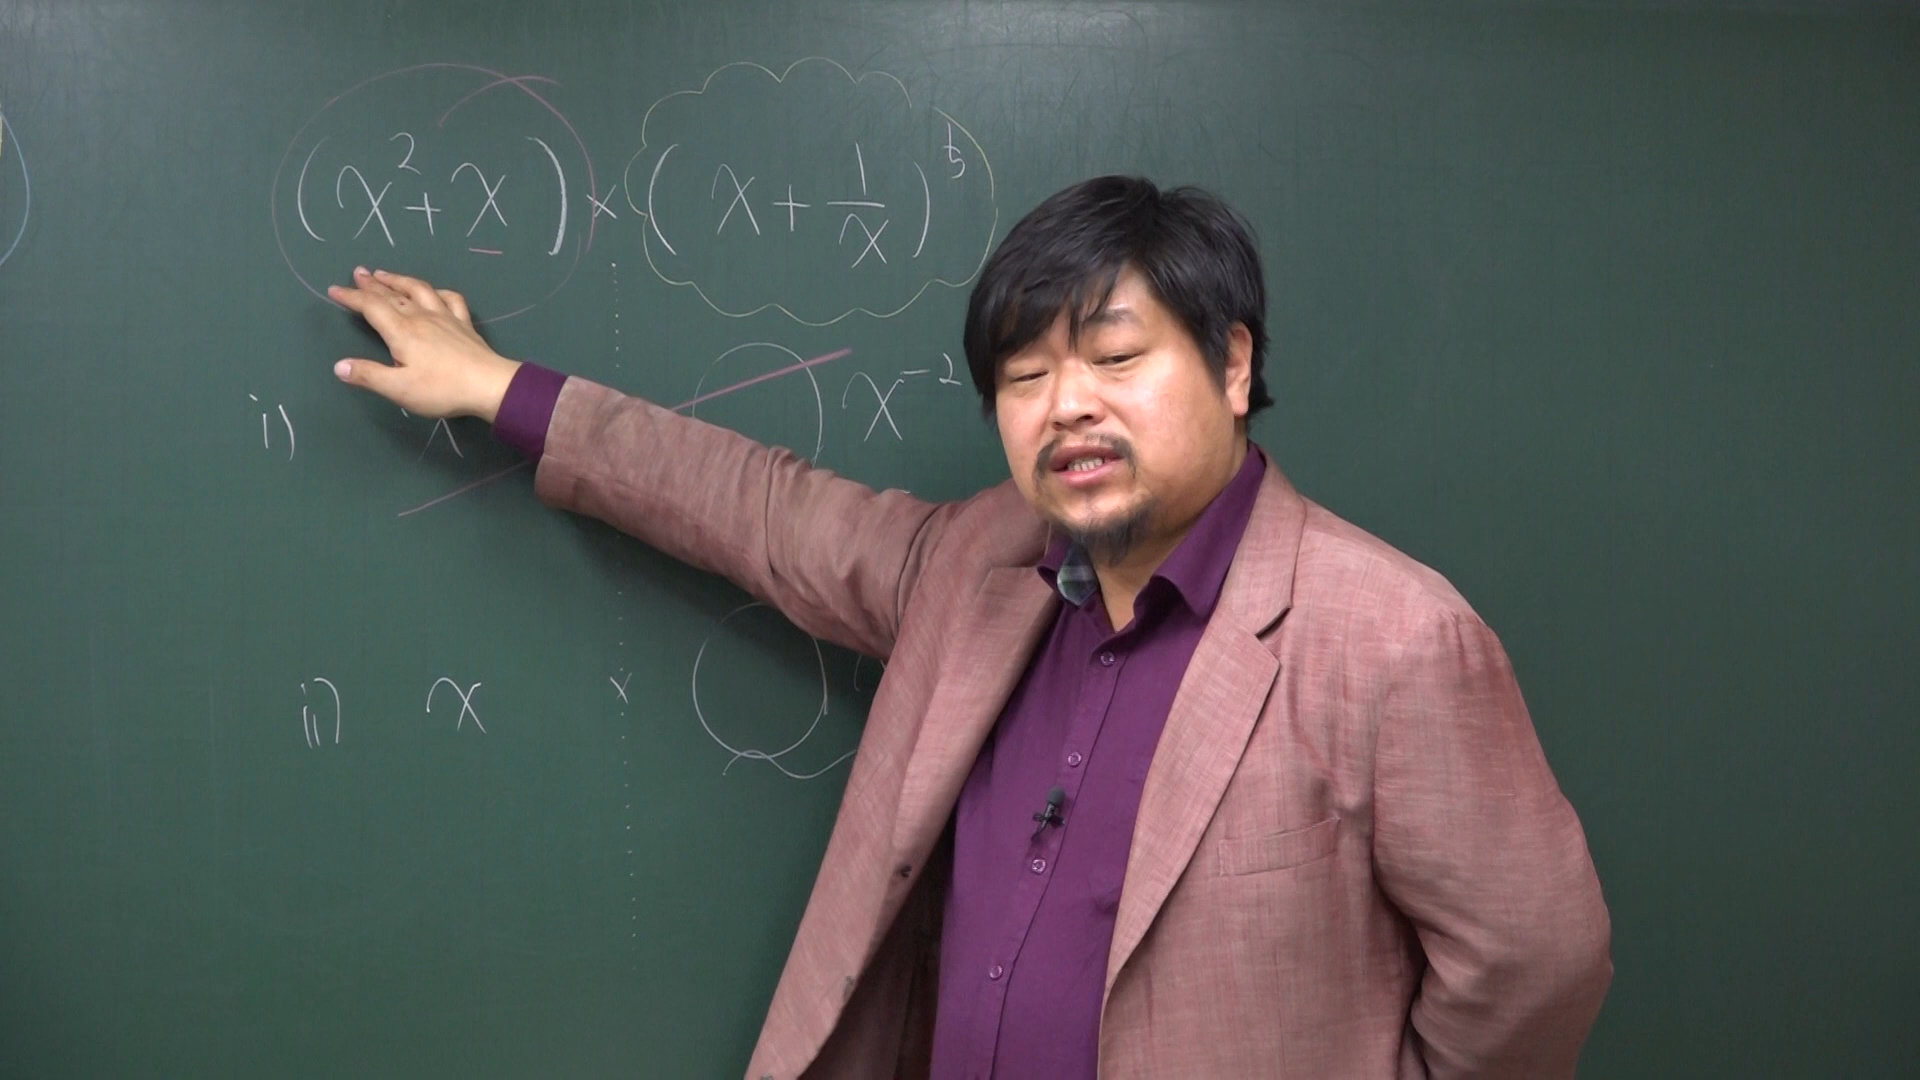 (x²+x) × (x + 1/x)⁵
i) x⁻²
ii) x ×